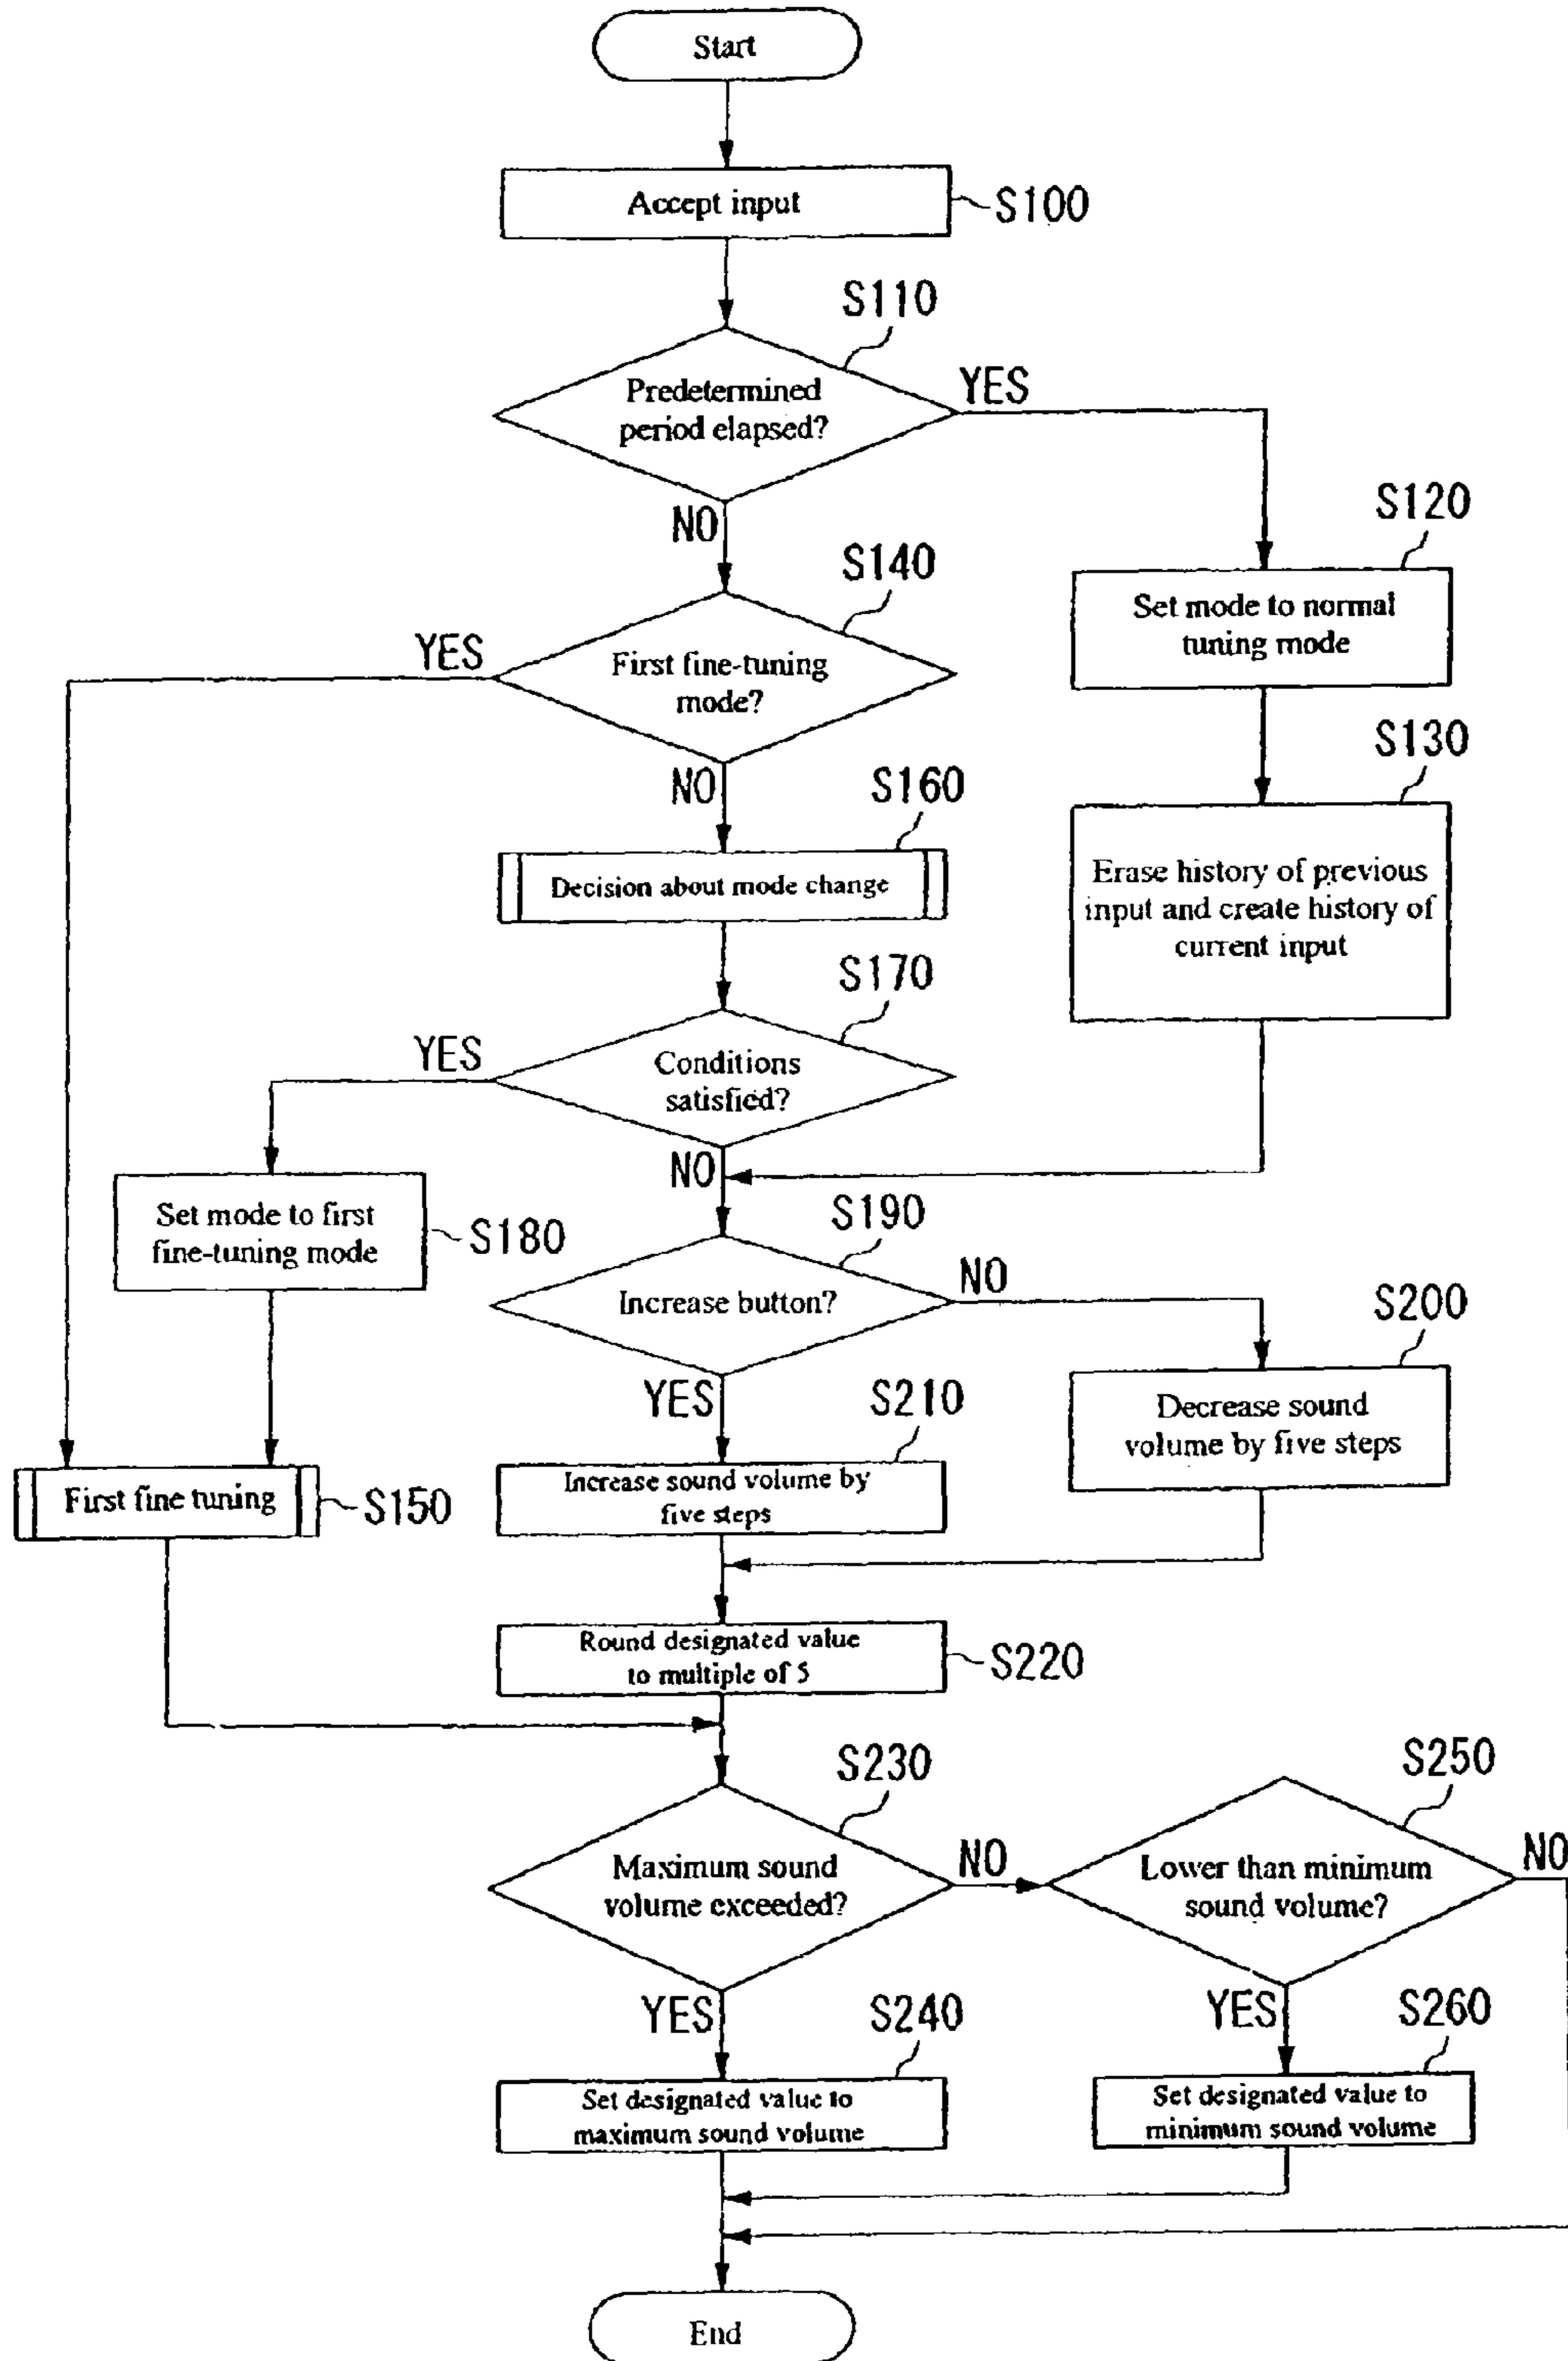 Start
Accept input
S100
S110
Predetermined
period elapsed?
YES
NO
S120
Set mode to normal
tuning mode
S140
First fine-tuning
mode?
YES
NO
S130
Erase history of previous
input and create history of
current input
S160
Decision about mode change
S170
Conditions
satisfied?
YES
NO
Set mode to first
fine-tuning mode
S180
S190
Increase button?
NO
YES
S200
Decrease sound
volume by five steps
S210
Increase sound volume by
five steps
First fine tuning
S150
Round designated value
to multiple of 5
S220
S230
Maximum sound
volume exceeded?
NO
YES
S250
Lower than minimum
sound volume?
NO
YES
S240
Set designated value to
maximum sound volume
S260
Set designated value to
minimum sound volume
End